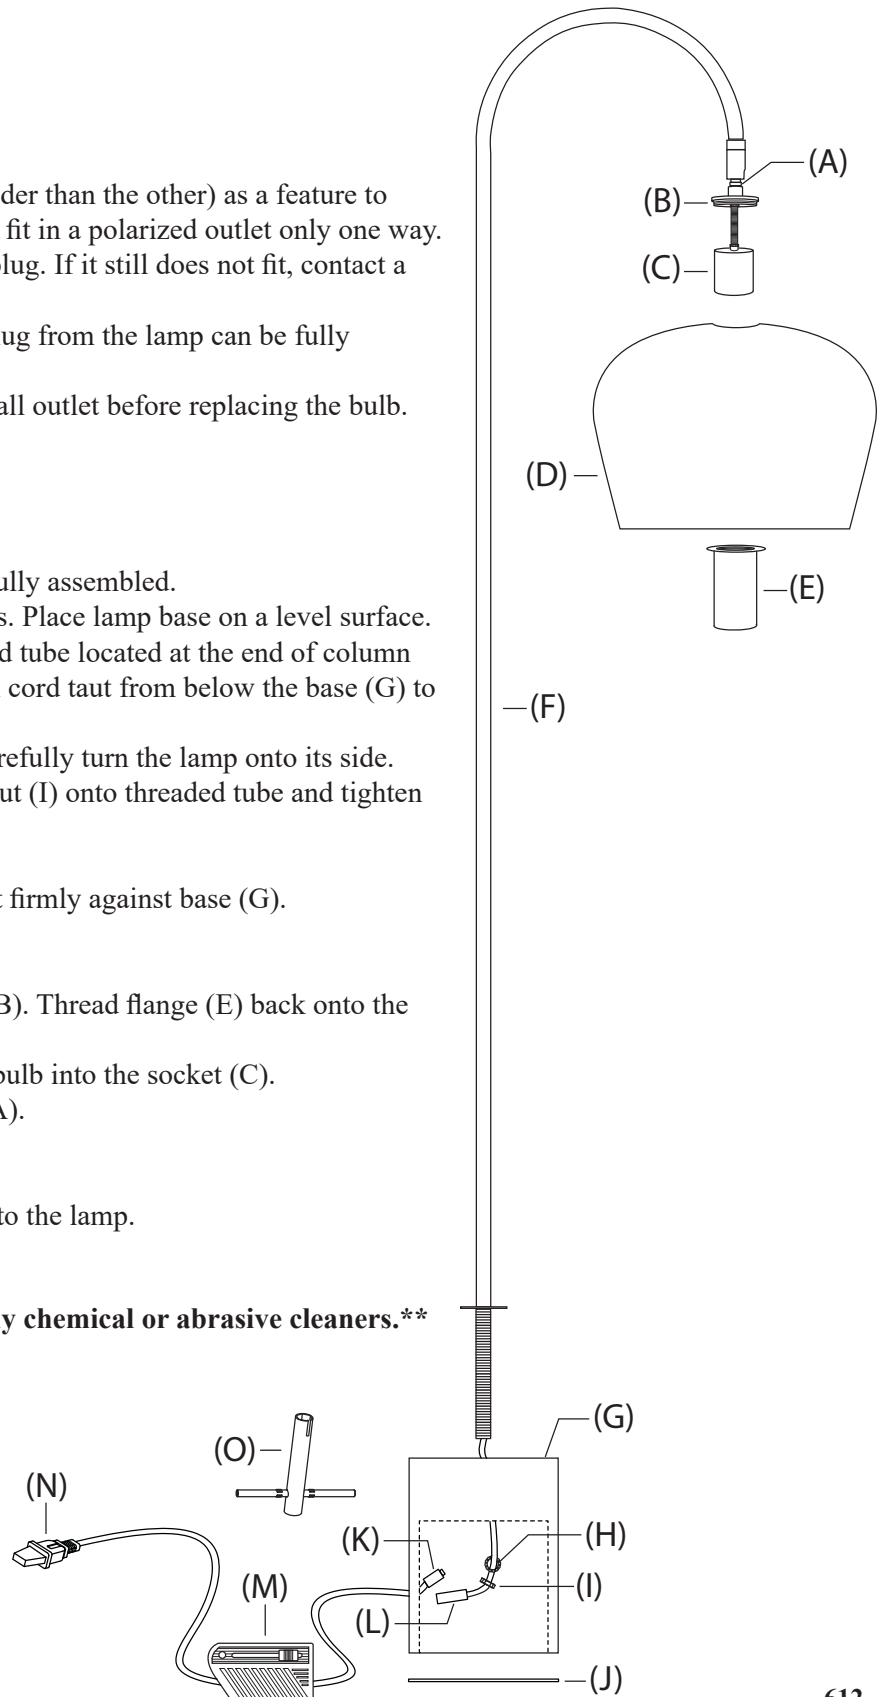 (A)
der than the other) as a feature to
(B)
fit in a polarized outlet only one way.
plug. If it still does not fit, contact a
(C)
lug from the lamp can be fully
all outlet before replacing the bulb.
(D)
ully assembled.
(E)
s. Place lamp base on a level surface.
d tube located at the end of column
cord taut from below the base (G) to
(F)
refully turn the lamp onto its side.
ut (I) onto threaded tube and tighten
t firmly against base (G).
B). Thread flange (E) back onto the
bulb into the socket (C).
A).
to the lamp.
y chemical or abrasive cleaners.**
(G)
(O)
(N)
(H)
(K)
(M)
(I)
(L)
(J)